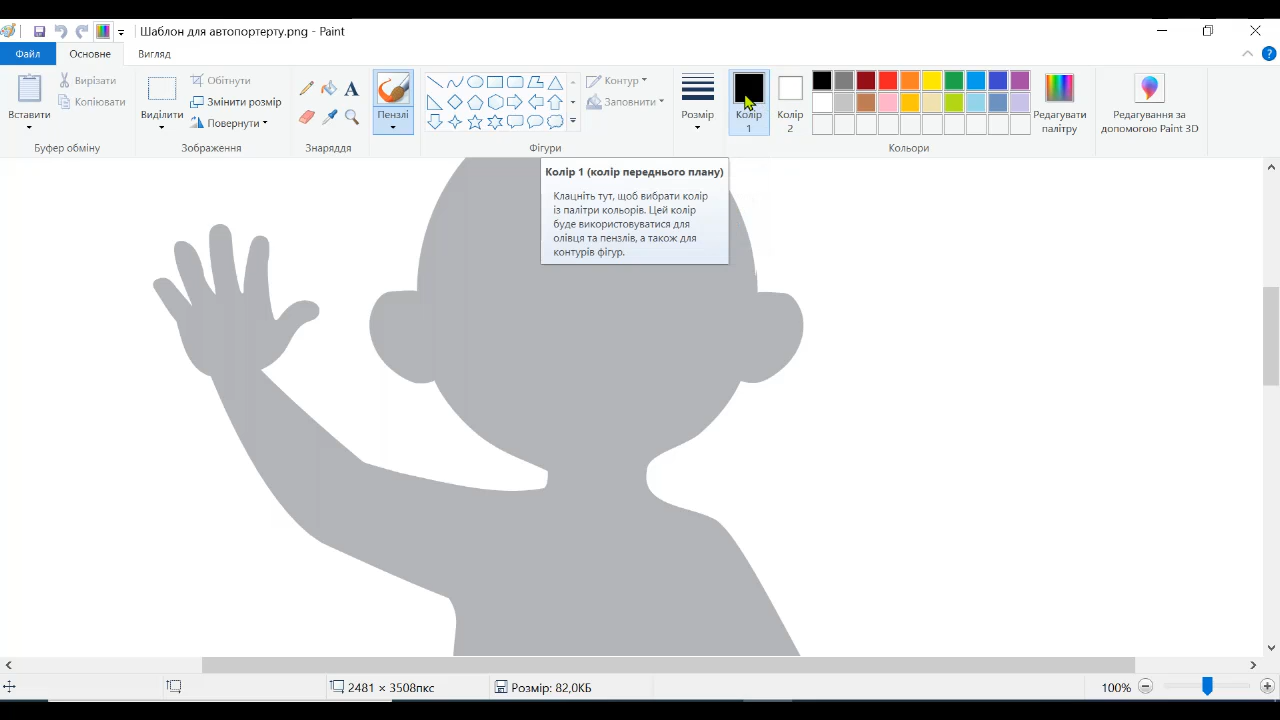 Шаблон для автопортерту.png - Paint
Файл
Основне
Вигляд
Вставити
Вирізати
Копіювати
Буфер обміну
Виділити
Обітнути
Змінити розмір
Повернути
Зображення
A
Знаряддя
Пензлі
Контур
Заповнити
Фігури
Розмір
Колір
1
Колір
2
Кольори
Редагувати
палітру
Редагування за
допомогою Paint 3D
Колір 1 (колір переднього плану)
Клацніть тут, щоб вибрати колір
із палітри кольорів. Цей колір
буде використовуватися для
олівця та пензлів, а також для
контурів фігур.
2481 × 3508пкс
Розмір: 82,0КБ
100%